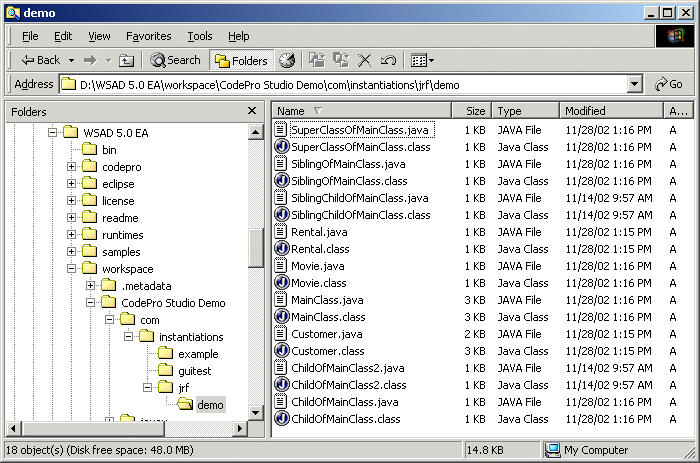 demo
File Edit View Favorites Tools Help
Back Search Folders
Address D:\WSAD 5.0 EA\workspace\CodePro Studio Demo\com\instantiations\jrf\demo Go
Folders
WSAD 5.0 EA
bin
codepro
eclipse
license
readme
runtimes
samples
workspace
.metadata
CodePro Studio Demo
com
instantiations
example
guitest
jrf
demo
Name Size Type Modified A...
SuperClassOfMainClass.java 1 KB JAVA File 11/28/02 1:16 PM A
SuperClassOfMainClass.class 1 KB Java Class 11/28/02 1:16 PM A
SiblingOfMainClass.java 1 KB JAVA File 11/28/02 1:16 PM A
SiblingOfMainClass.class 1 KB Java Class 11/28/02 1:16 PM A
SiblingChildOfMainClass.java 1 KB JAVA File 11/14/02 9:57 AM A
SiblingChildOfMainClass.class 1 KB Java Class 11/14/02 9:57 AM A
Rental.java 1 KB JAVA File 11/28/02 1:15 PM A
Rental.class 1 KB Java Class 11/28/02 1:15 PM A
Movie.java 1 KB JAVA File 11/28/02 1:16 PM A
Movie.class 1 KB Java Class 11/28/02 1:16 PM A
MainClass.java 3 KB JAVA File 11/28/02 1:16 PM A
MainClass.class 3 KB Java Class 11/28/02 1:16 PM A
Customer.java 2 KB JAVA File 11/28/02 1:15 PM A
Customer.class 3 KB Java Class 11/28/02 1:15 PM A
ChildOfMainClass2.java 1 KB JAVA File 11/14/02 9:57 AM A
ChildOfMainClass2.class 1 KB Java Class 11/14/02 9:57 AM A
ChildOfMainClass.java 1 KB JAVA File 11/28/02 1:16 PM A
ChildOfMainClass.class 1 KB Java Class 11/28/02 1:16 PM A
18 object(s) (Disk free space: 48.0 MB) 14.8 KB My Computer